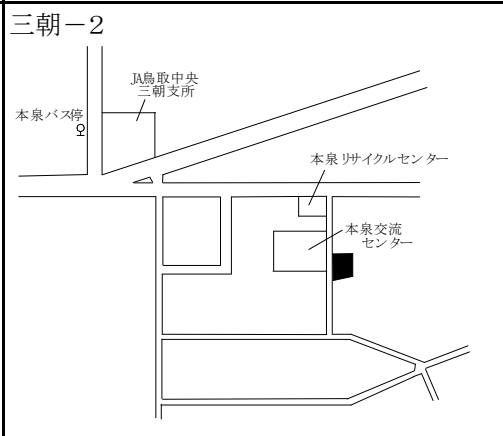 三朝－2
JA鳥取中央
三朝支所
本泉バス停
本泉リサイクルセンター
本泉交流
センター